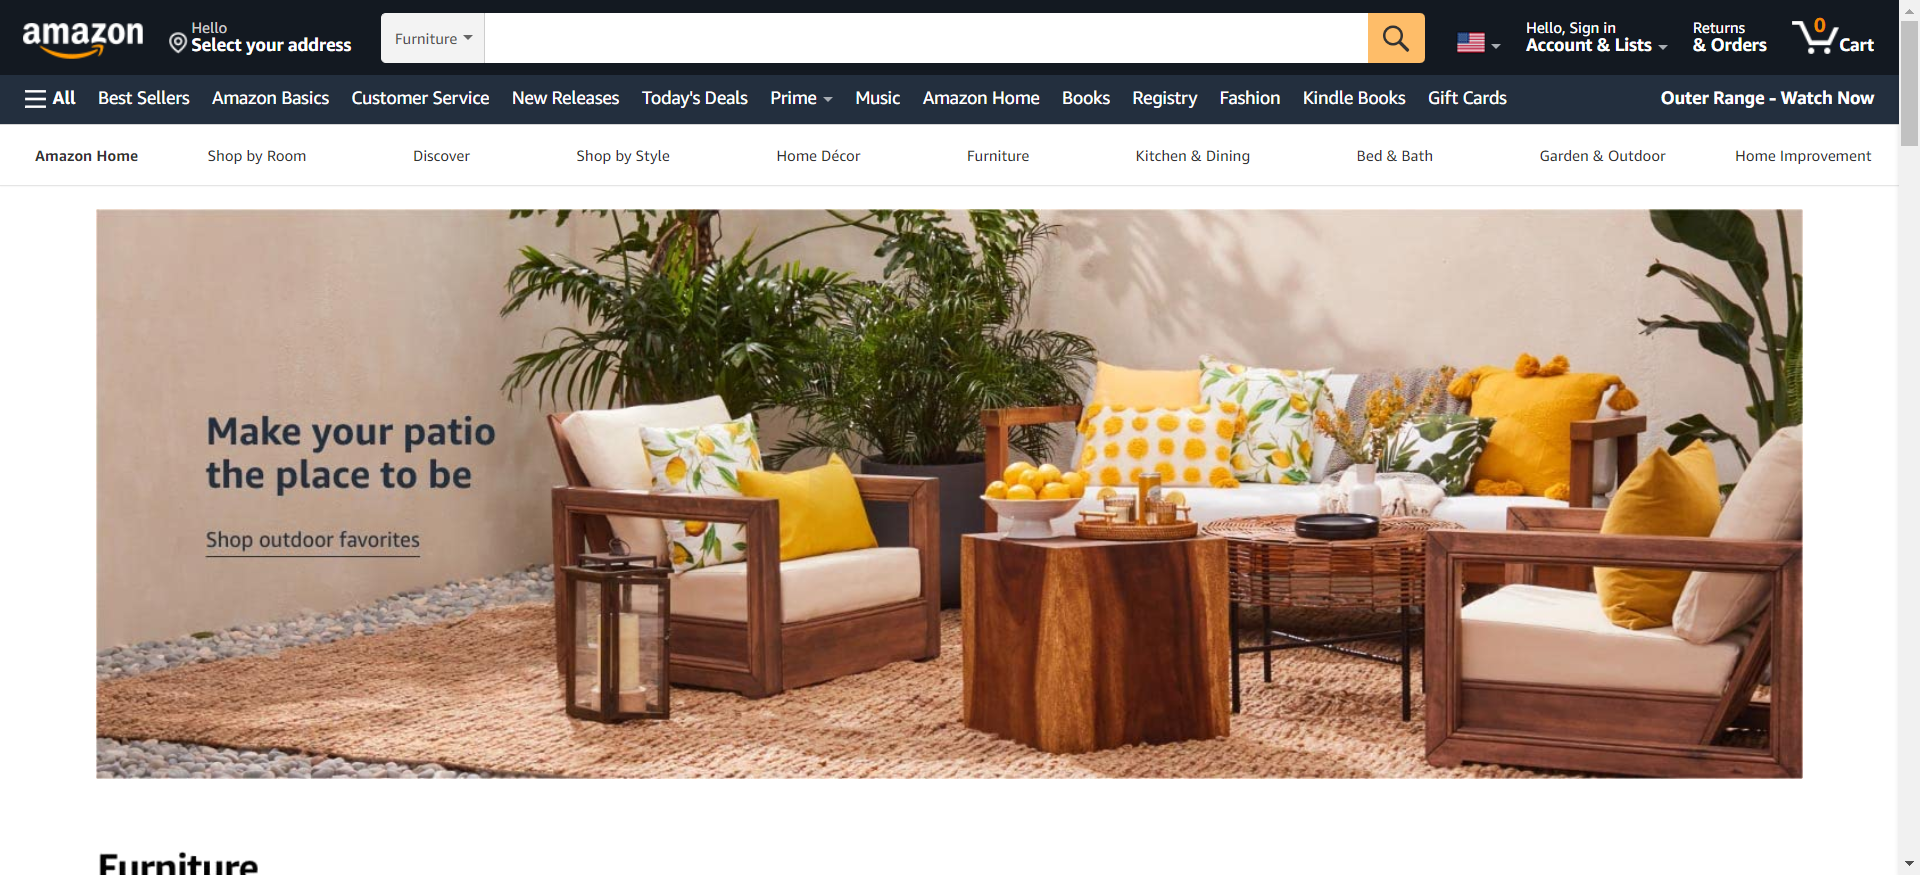 amazon
Hello
Select your address
Furniture
Hello, Sign in
Account & Lists
Returns
& Orders
0
Cart
All
Best Sellers
Amazon Basics
Customer Service
New Releases
Today's Deals
Prime
Music
Amazon Home
Books
Registry
Fashion
Kindle Books
Gift Cards
Outer Range - Watch Now
Amazon Home
Shop by Room
Discover
Shop by Style
Home Décor
Furniture
Kitchen & Dining
Bed & Bath
Garden & Outdoor
Home Improvement
Make your patio
the place to be
Shop outdoor favorites
Furniture